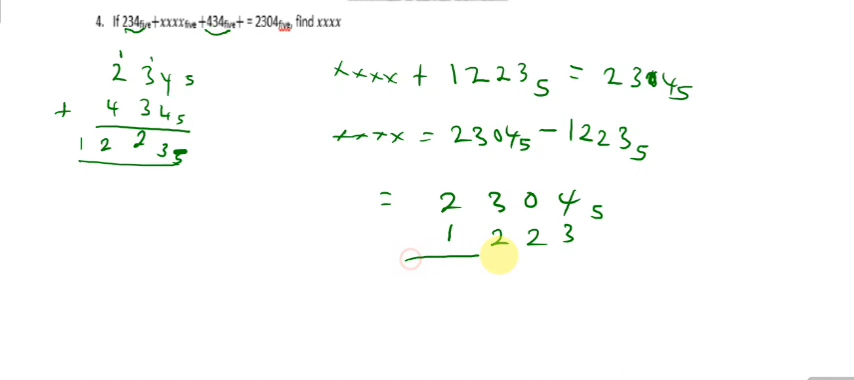 4. If 234five+xxxxfive+434five+ = 2304five, find xxxx
1 1
2 3 4 5
+ 4 3 4 5
1 2 2 3 5
xxxx + 1223 5 = 2304 5
xxxx = 2304 5 - 1223 5
= 2 3 0 4 5
1 2 2 3